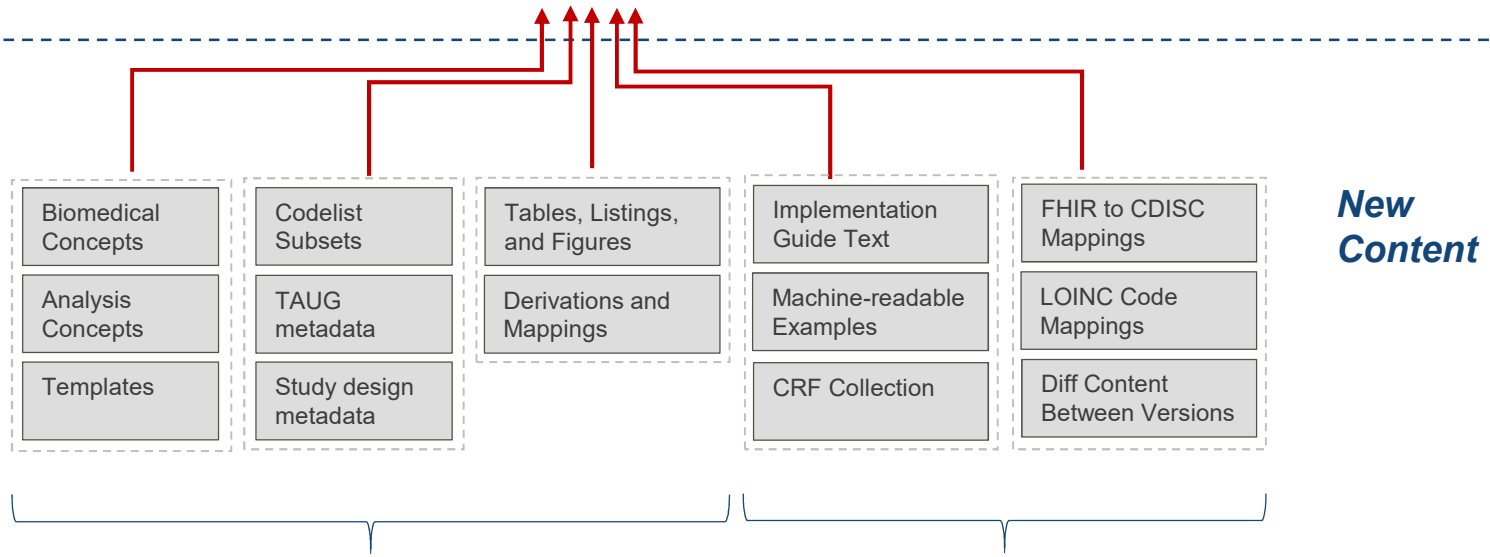 Biomedical
Concepts
Analysis
Concepts
Templates
Codelist
Subsets
TAUG
metadata
Study design
metadata
Tables, Listings,
and Figures
Derivations and
Mappings
Implementation
Guide Text
Machine-readable
Examples
CRF Collection
FHIR to CDISC
Mappings
LOINC Code
Mappings
Diff Content
Between Versions
New
Content